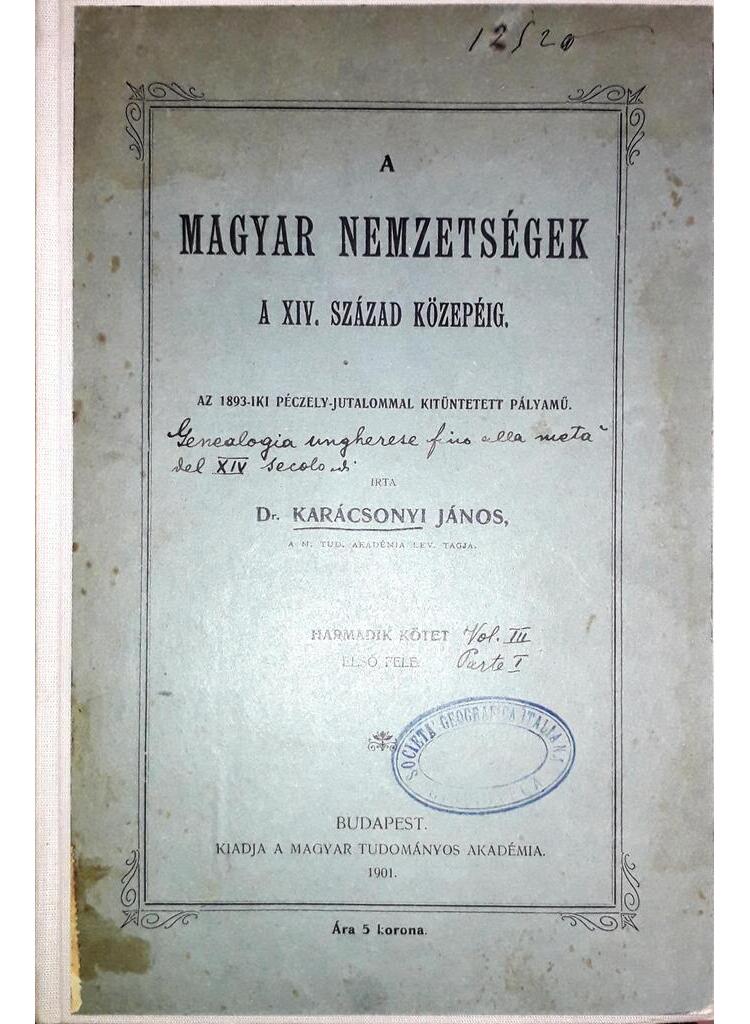 12520
A
MAGYAR NEMZETSÉGEK
A XIV. SZÁZAD KÖZEPÉIG.
AZ 1893-IKI PÉCZELY-JUTALOMMAL KITÜNTETETT PÁLYAMŰ.
Genealogia ungherese fino alla metà
del XIV secolo di
IRTA
Dr. KARÁCSONYI JÁNOS,
A M. TUD. AKADÉMIA LEV. TAGJA.
HARMADIK KÖTET Vol. III
ELSŐ FELE Parte I
SOCIETÀ GEOGRAFICA ITALIANA
BUDAPEST.
KIADJA A MAGYAR TUDOMÁNYOS AKADÉMIA.
1901.
Ára 5 korona.